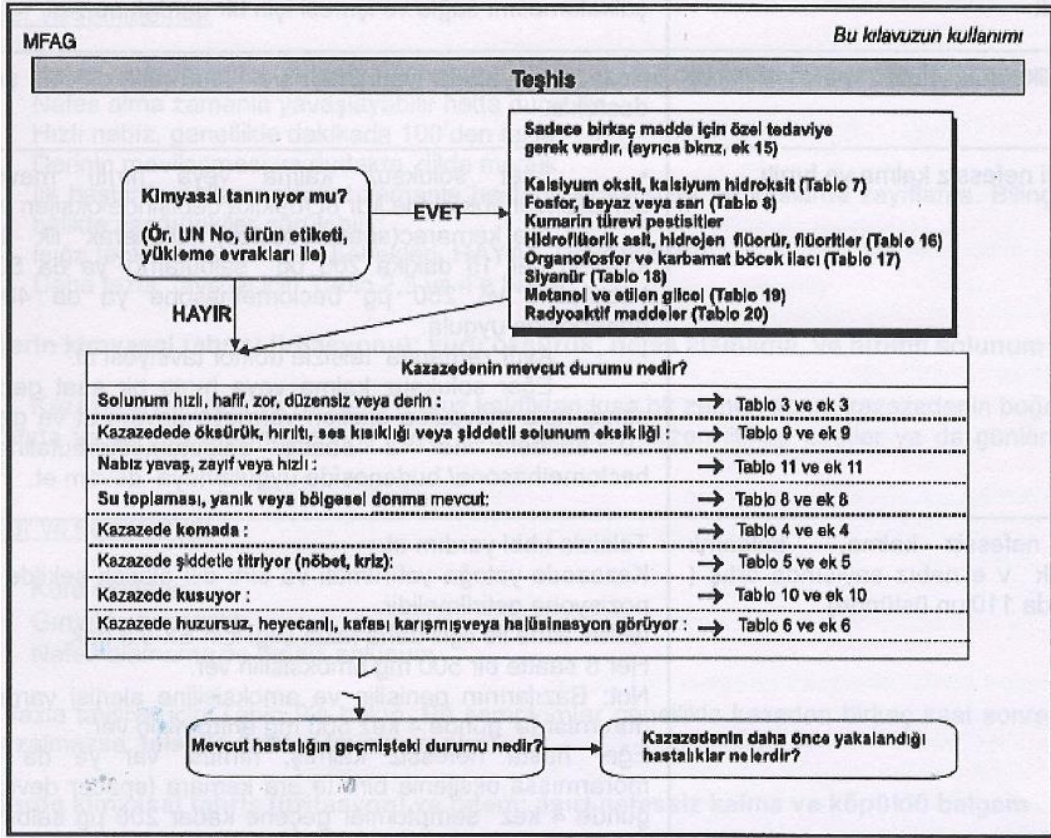 MFAG
Bu kılavuzun kullanımı
Teşhis
Kimyasal tanınıyor mu?
(Ör. UN No, ürün etiketi,
yükleme evrakları ile)
EVET
HAYIR
Sadece birkaç madde için özel tedaviye
gerek vardır, (ayrıca bknz, ek 15)
Kalsiyum oksit, kalsiyum hidroksit (Tablo 7)
Fosfor, beyaz veya sarı (Tablo 8)
Kumarin türevi pestisitler
Hidroflüerik asit, hidrojen flüorür, flüoritler (Tablo 16)
Organofosfor ve karbamat böcek ilacı (Tablo 17)
Siyanür (Tablo 18)
Metanol ve etilen glicol (Tablo 19)
Radyoaktif maddeler (Tablo 20)
Kazazedenin mevcut durumu nedir?
Solunum hızlı, hafif, zor, düzensiz veya derin : → Tablo 3 ve ek 3
Kazazedede öksürük, hırıltı, ses kısıklığı veya şiddetli solunum eksikliği : → Tablo 9 ve ek 9
Nabız yavaş, zayıf veya hızlı : → Tablo 11 ve ek 11
Su toplaması, yanık veya bölgesel donma mevcut: → Tablo 8 ve ek 8
Kazazede komada : → Tablo 4 ve ek 4
Kazazede şiddetle titriyor (nöbet, kriz): → Tablo 5 ve ek 5
Kazazede kusuyor : → Tablo 10 ve ek 10
Kazazede huzursuz, heyecanlı, kafası karışmışveya halüsinasyon görüyor : → Tablo 6 ve ek 6
Mevcut hastalığın geçmişteki durumu nedir?
Kazazedenin daha önce yakalandığı
hastalıklar nelerdir?